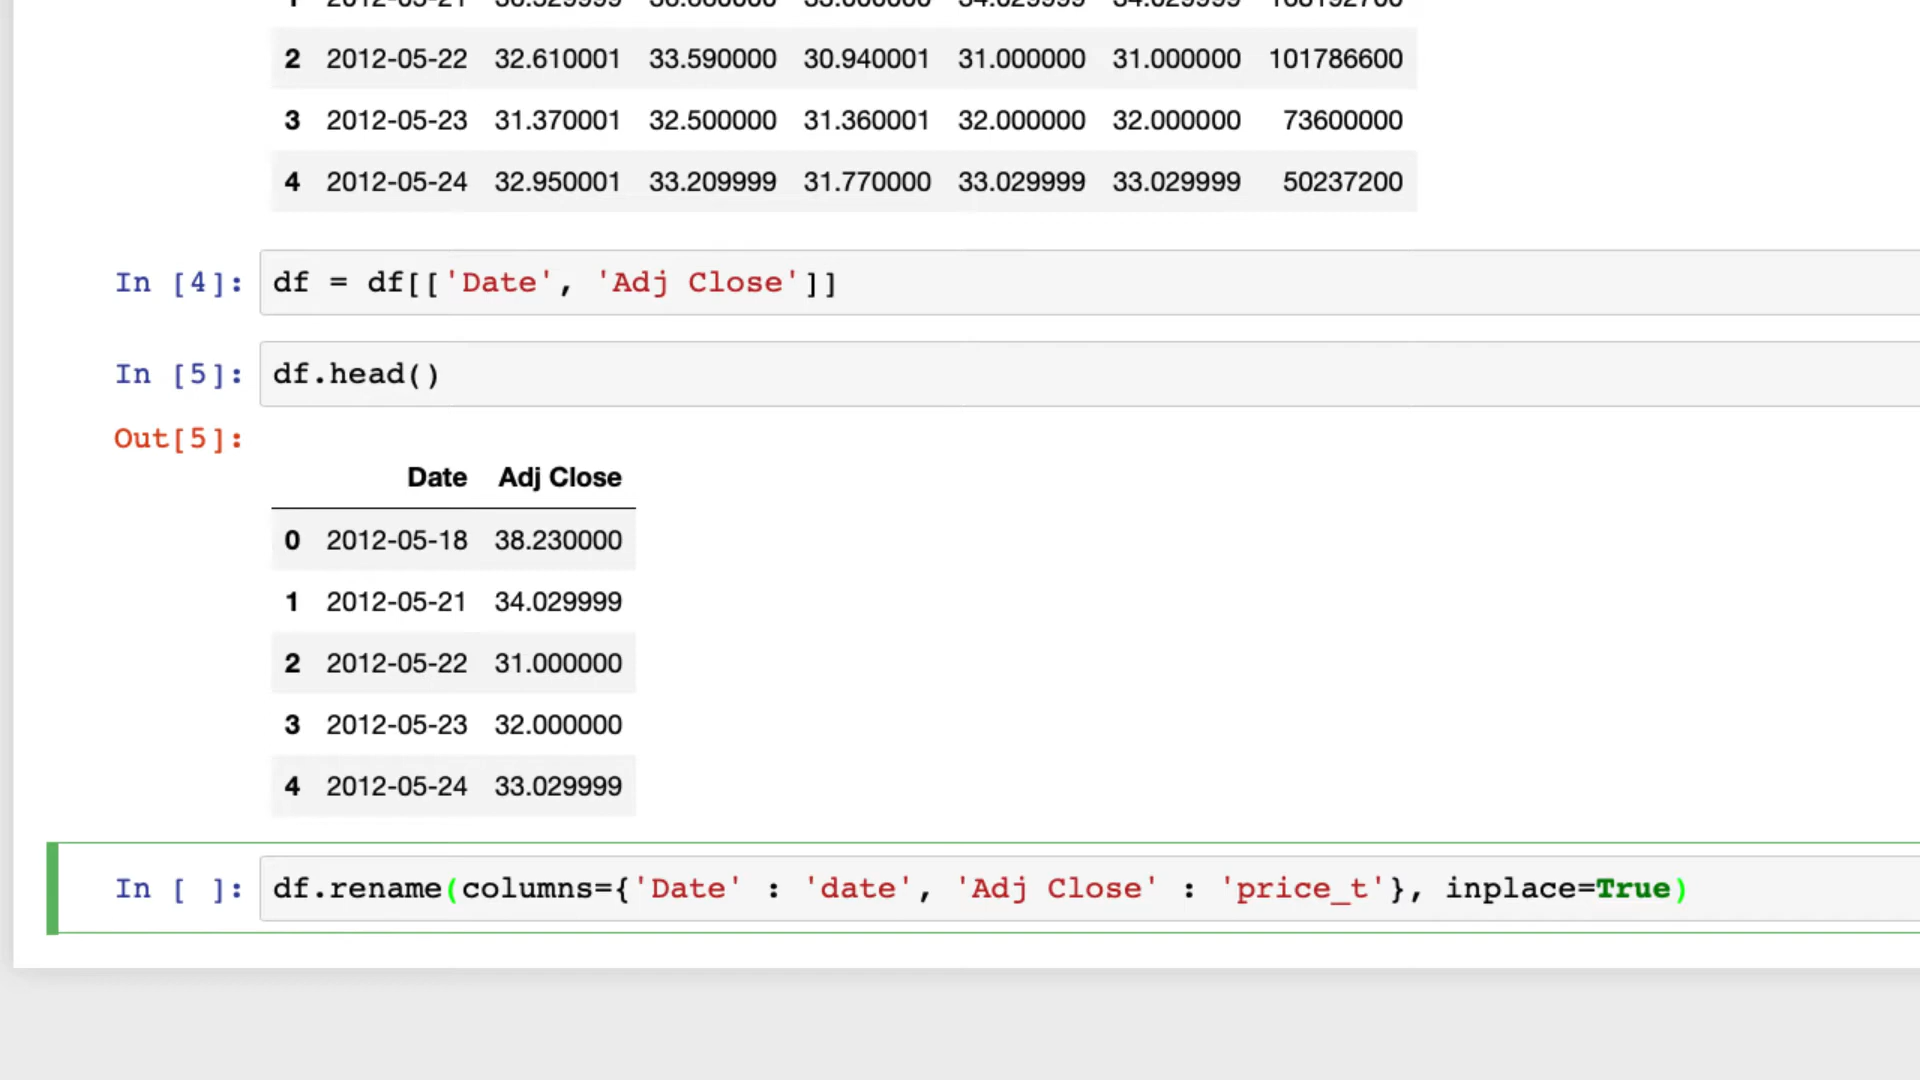 2 2012-05-22 32.610001 33.590000 30.940001 31.000000 31.000000 101786600
3 2012-05-23 31.370001 32.500000 31.360001 32.000000 32.000000 73600000
4 2012-05-24 32.950001 33.209999 31.770000 33.029999 33.029999 50237200
In [4]: df = df[['Date', 'Adj Close']]
In [5]: df.head()
Out[5]:
Date Adj Close
0 2012-05-18 38.230000
1 2012-05-21 34.029999
2 2012-05-22 31.000000
3 2012-05-23 32.000000
4 2012-05-24 33.029999
In [ ]: df.rename(columns={'Date' : 'date', 'Adj Close' : 'price_t'}, inplace=True)